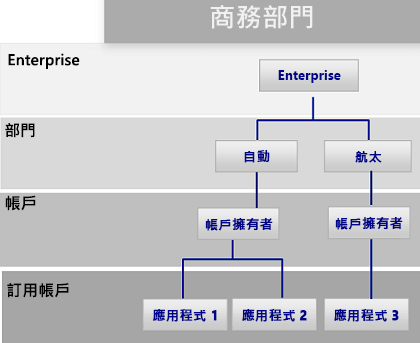 商務部門
Enterprise
Enterprise
部門
自動
航太
帳戶
帳戶擁有者
帳戶擁有者
訂用帳戶
應用程式 1
應用程式 2
應用程式 3